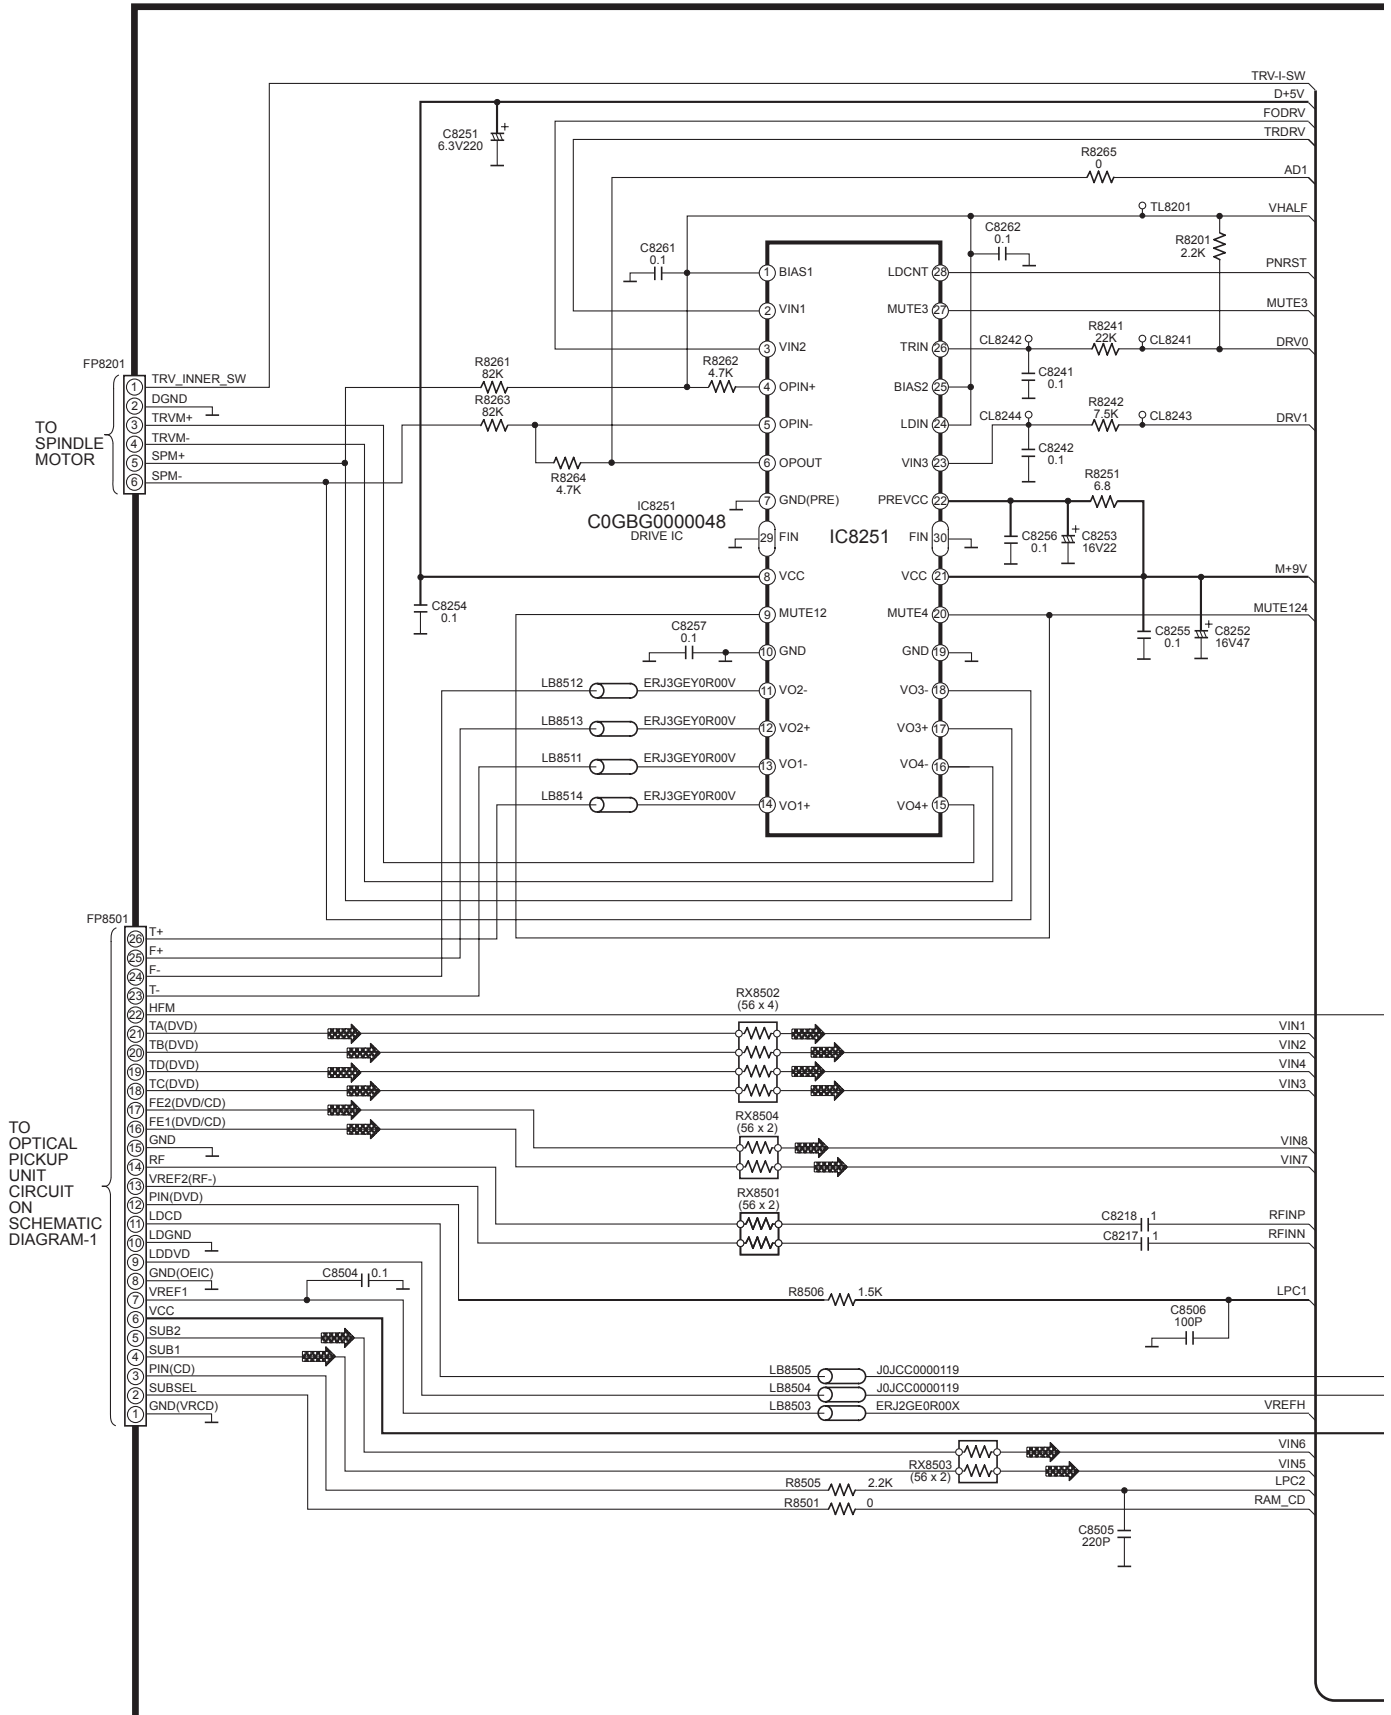 TRV-I-SW
D+5V
FODRV
TRDRV
C8251
6.3V220
+
R8265
0
AD1
TL8201
VHALF
C8261
0.1
C8262
0.1
R8201
2.2K
1 BIAS1
LDCNT 28
PNRST
2 VIN1
MUTE3 27
MUTE3
3 VIN2
TRIN 26
CL8242
R8241
22K
CL8241
DRV0
FP8201
R8261
82K
R8262
4.7K
4 OPIN+
BIAS2 25
C8241
0.1
R8263
82K
5 OPIN-
LDIN 24
CL8244
R8242
7.5K
CL8243
DRV1
1 TRV_INNER_SW
2 DGND
3 TRVM+
4 TRVM-
5 SPM+
6 SPM-
TO
SPINDLE
MOTOR
R8264
4.7K
6 OPOUT
VIN3 23
C8242
0.1
R8251
6.8
IC8251
C0GBG0000048
DRIVE IC
7 GND(PRE)
PREVCC 22
29 FIN
IC8251
FIN 30
C8256
0.1
+
C8253
16V22
8 VCC
VCC 21
M+9V
C8254
0.1
9 MUTE12
MUTE4 20
MUTE124
C8257
0.1
10 GND
GND 19
C8255
0.1
+
C8252
16V47
LB8512
ERJ3GEY0R00V
11 VO2-
VO3- 18
LB8513
ERJ3GEY0R00V
12 VO2+
VO3+ 17
LB8511
ERJ3GEY0R00V
13 VO1-
VO4- 16
LB8514
ERJ3GEY0R00V
14 VO1+
VO4+ 15
FP8501
26 T+
25 F+
24 F-
23 T-
22 HFM
21 TA(DVD)
20 TB(DVD)
19 TD(DVD)
18 TC(DVD)
17 FE2(DVD/CD)
16 FE1(DVD/CD)
15 GND
14 RF
13 VREF2(RF-)
12 PIN(DVD)
11 LDCD
10 LDGND
9 LDDVD
8 GND(OEIC)
7 VREF1
6 VCC
5 SUB2
4 SUB1
3 PIN(CD)
2 SUBSEL
1 GND(VRCD)
TO
OPTICAL
PICKUP
UNIT
CIRCUIT
ON
SCHEMATIC
DIAGRAM-1
RX8502
(56 x 4)
VIN1
VIN2
VIN4
VIN3
RX8504
(56 x 2)
VIN8
VIN7
RX8501
(56 x 2)
C8218 1
RFINP
C8217 1
RFINN
C8504 0.1
R8506 1.5K
LPC1
C8506
100P
LB8505 J0JCC0000119
LB8504 J0JCC0000119
LB8503 ERJ2GE0R00X
VREFH
RX8503
(56 x 2)
VIN6
VIN5
R8505 2.2K
LPC2
R8501 0
RAM_CD
C8505
220P